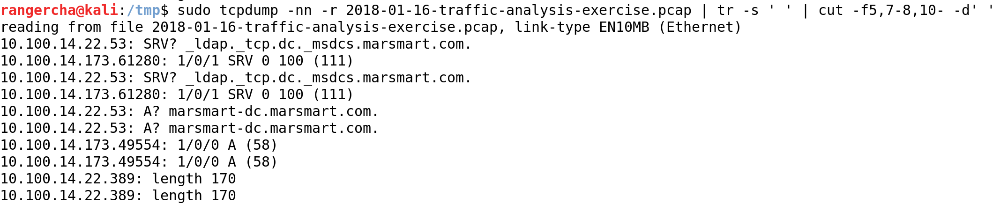 rangercha@kali:/tmp$ sudo tcpdump -nn -r 2018-01-16-traffic-analysis-exercise.pcap | tr -s ' ' | cut -f5,7-8,10- -d' '
reading from file 2018-01-16-traffic-analysis-exercise.pcap, link-type EN10MB (Ethernet)
10.100.14.22.53: SRV? _ldap._tcp.dc._msdcs.marsmart.com.
10.100.14.173.61280: 1/0/1 SRV 0 100 (111)
10.100.14.22.53: SRV? _ldap._tcp.dc._msdcs.marsmart.com.
10.100.14.173.61280: 1/0/1 SRV 0 100 (111)
10.100.14.22.53: A? marsmart-dc.marsmart.com.
10.100.14.22.53: A? marsmart-dc.marsmart.com.
10.100.14.173.49554: 1/0/0 A (58)
10.100.14.173.49554: 1/0/0 A (58)
10.100.14.22.389: length 170
10.100.14.22.389: length 170